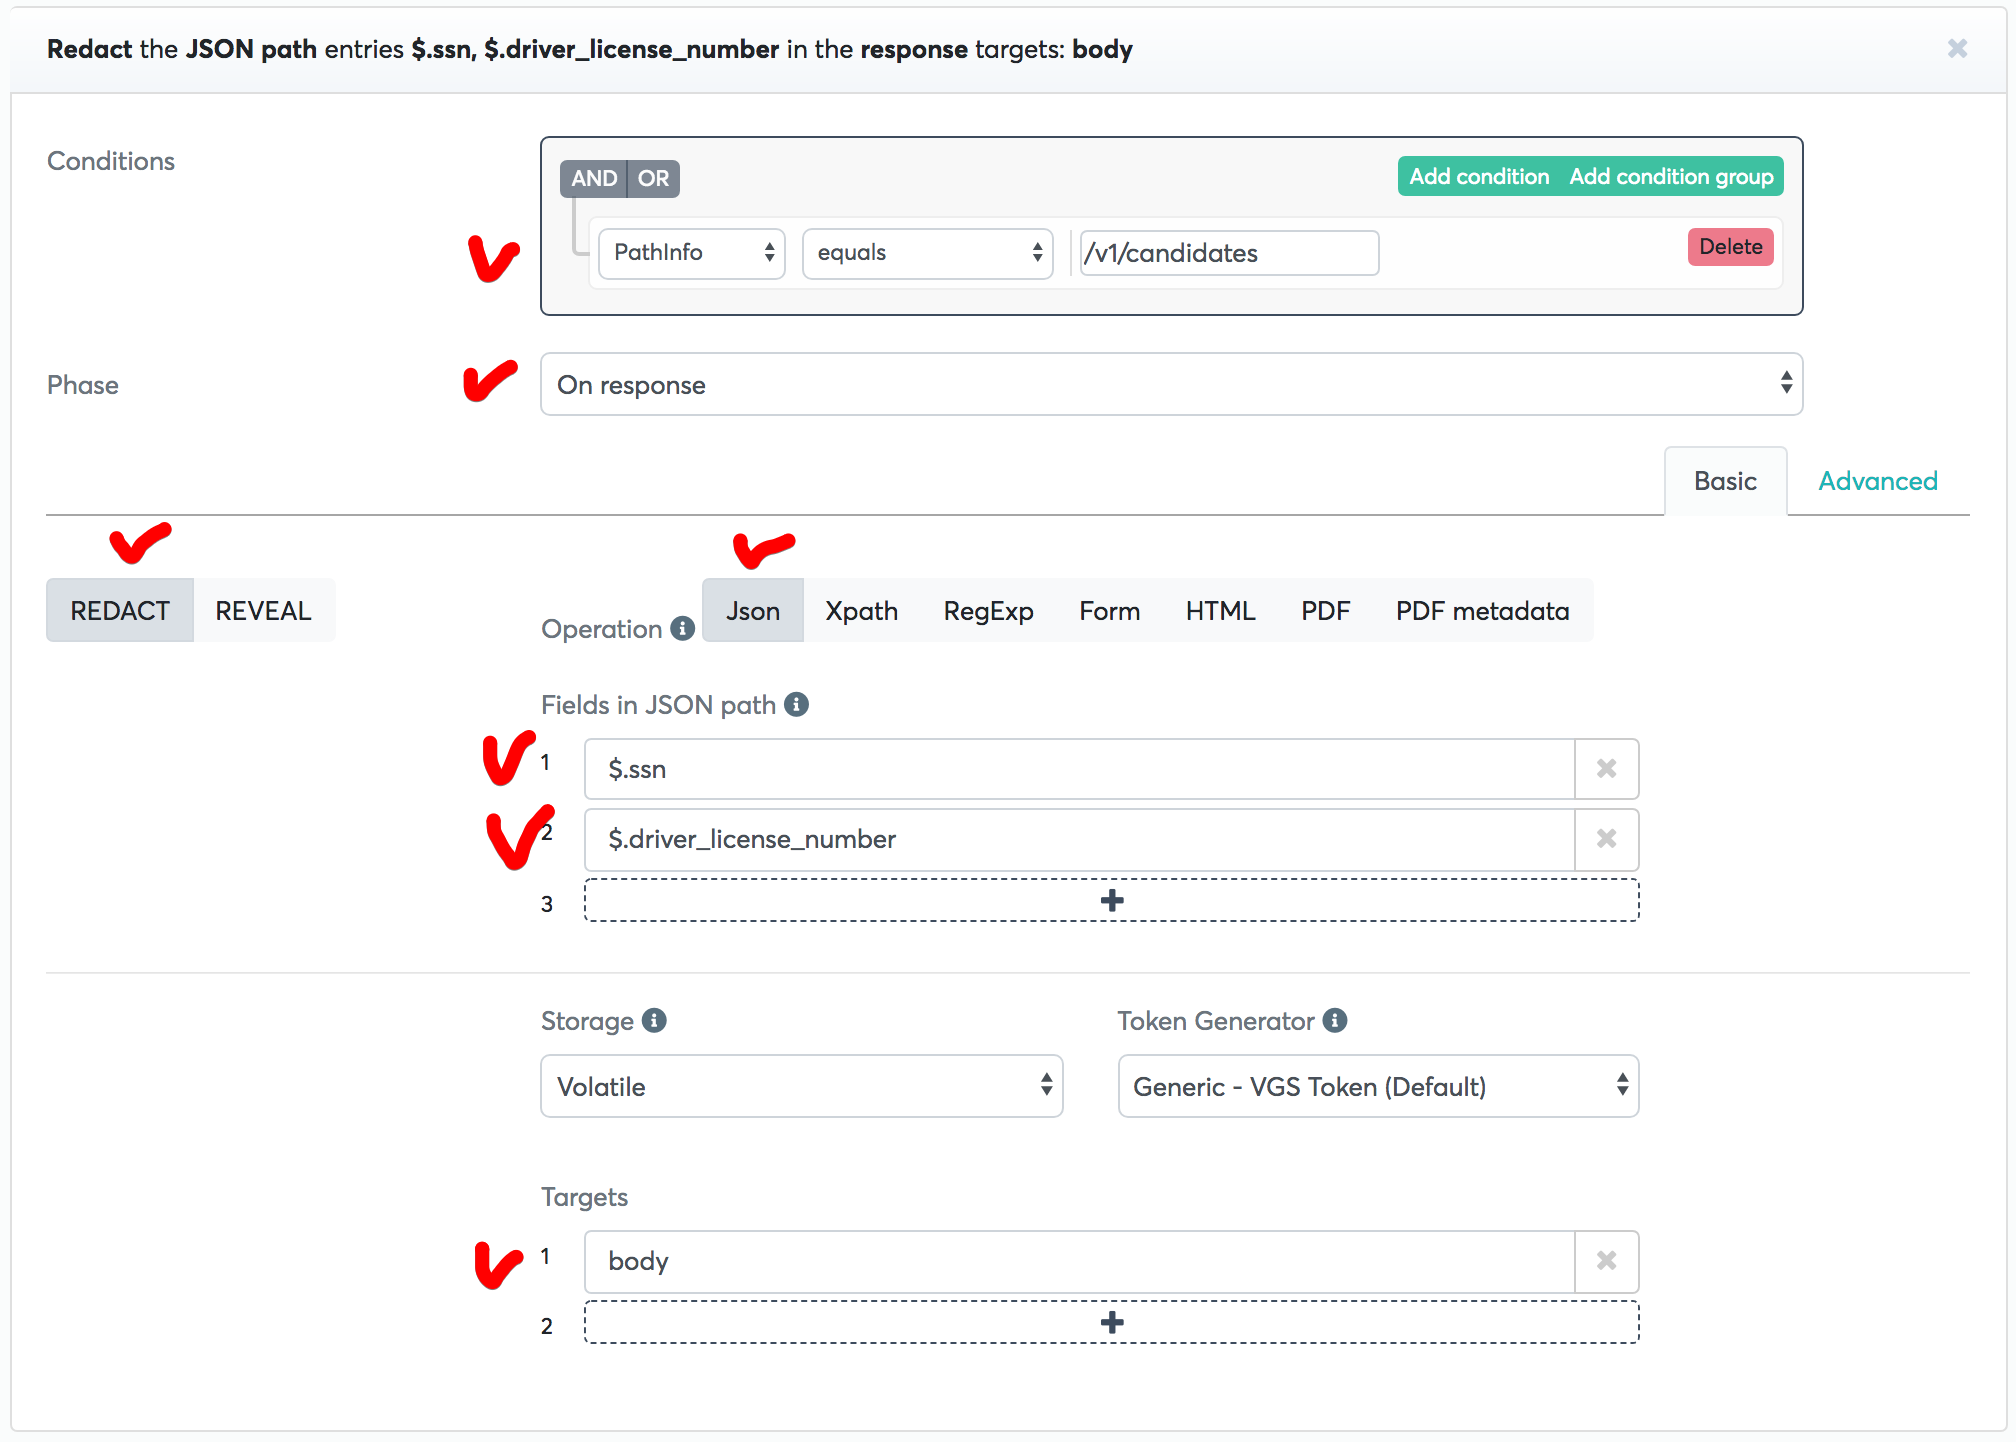 Redact the JSON path entries $.ssn, $.driver_license_number in the response targets: body
Conditions
AND OR
Add condition Add condition group
PathInfo equals /v1/candidates Delete
Phase
On response
Basic Advanced
REDACT REVEAL
Operation Json Xpath RegExp Form HTML PDF PDF metadata
Fields in JSON path
1 $.ssn
2 $.driver_license_number
3
Storage Token Generator
Volatile Generic - VGS Token (Default)
Targets
1 body
2